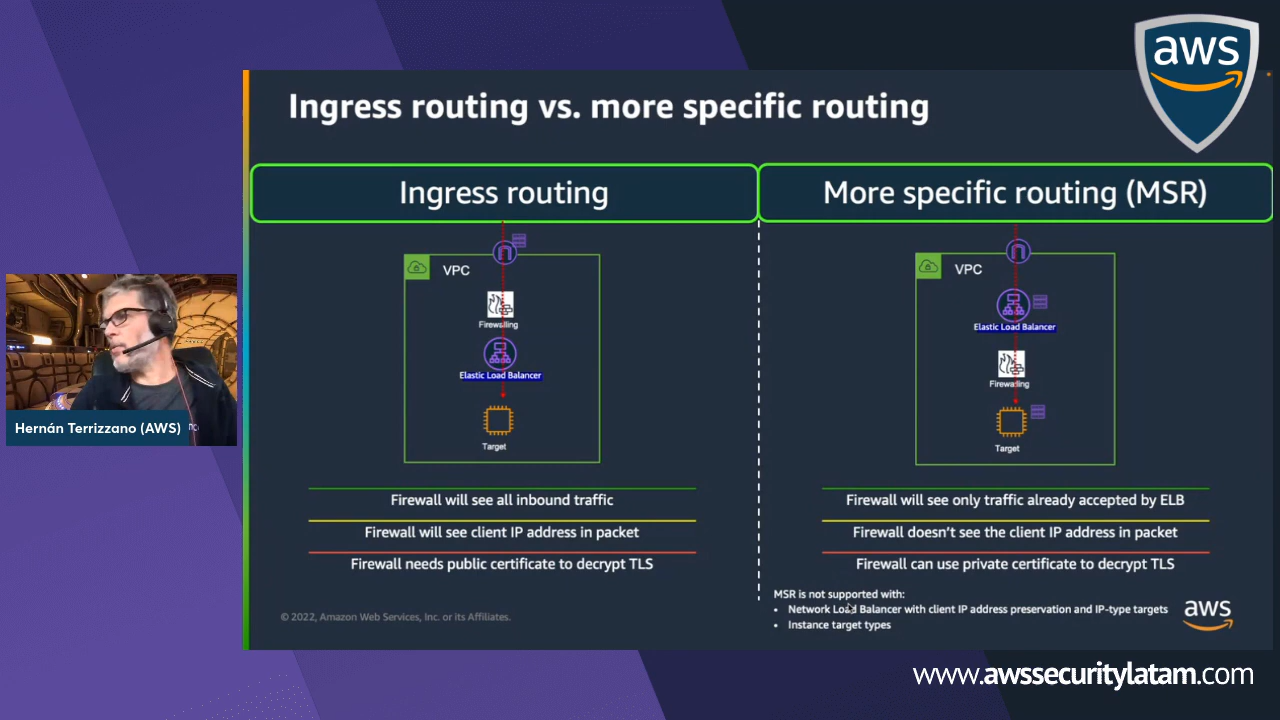 aws
Ingress routing vs. more specific routing
Ingress routing
More specific routing (MSR)
VPC
Firewalling
Elastic Load Balancer
Target
VPC
Elastic Load Balancer
Firewalling
Target
Firewall will see all inbound traffic
Firewall will see client IP address in packet
Firewall needs public certificate to decrypt TLS
Firewall will see only traffic already accepted by ELB
Firewall doesn't see the client IP address in packet
Firewall can use private certificate to decrypt TLS
MSR is not supported with:
• Network Load Balancer with client IP address preservation and IP-type targets
• Instance target types
© 2022, Amazon Web Services, Inc. or its Affiliates.
aws
Hernán Terrizzano (AWS)
www.awssecuritylatam.com